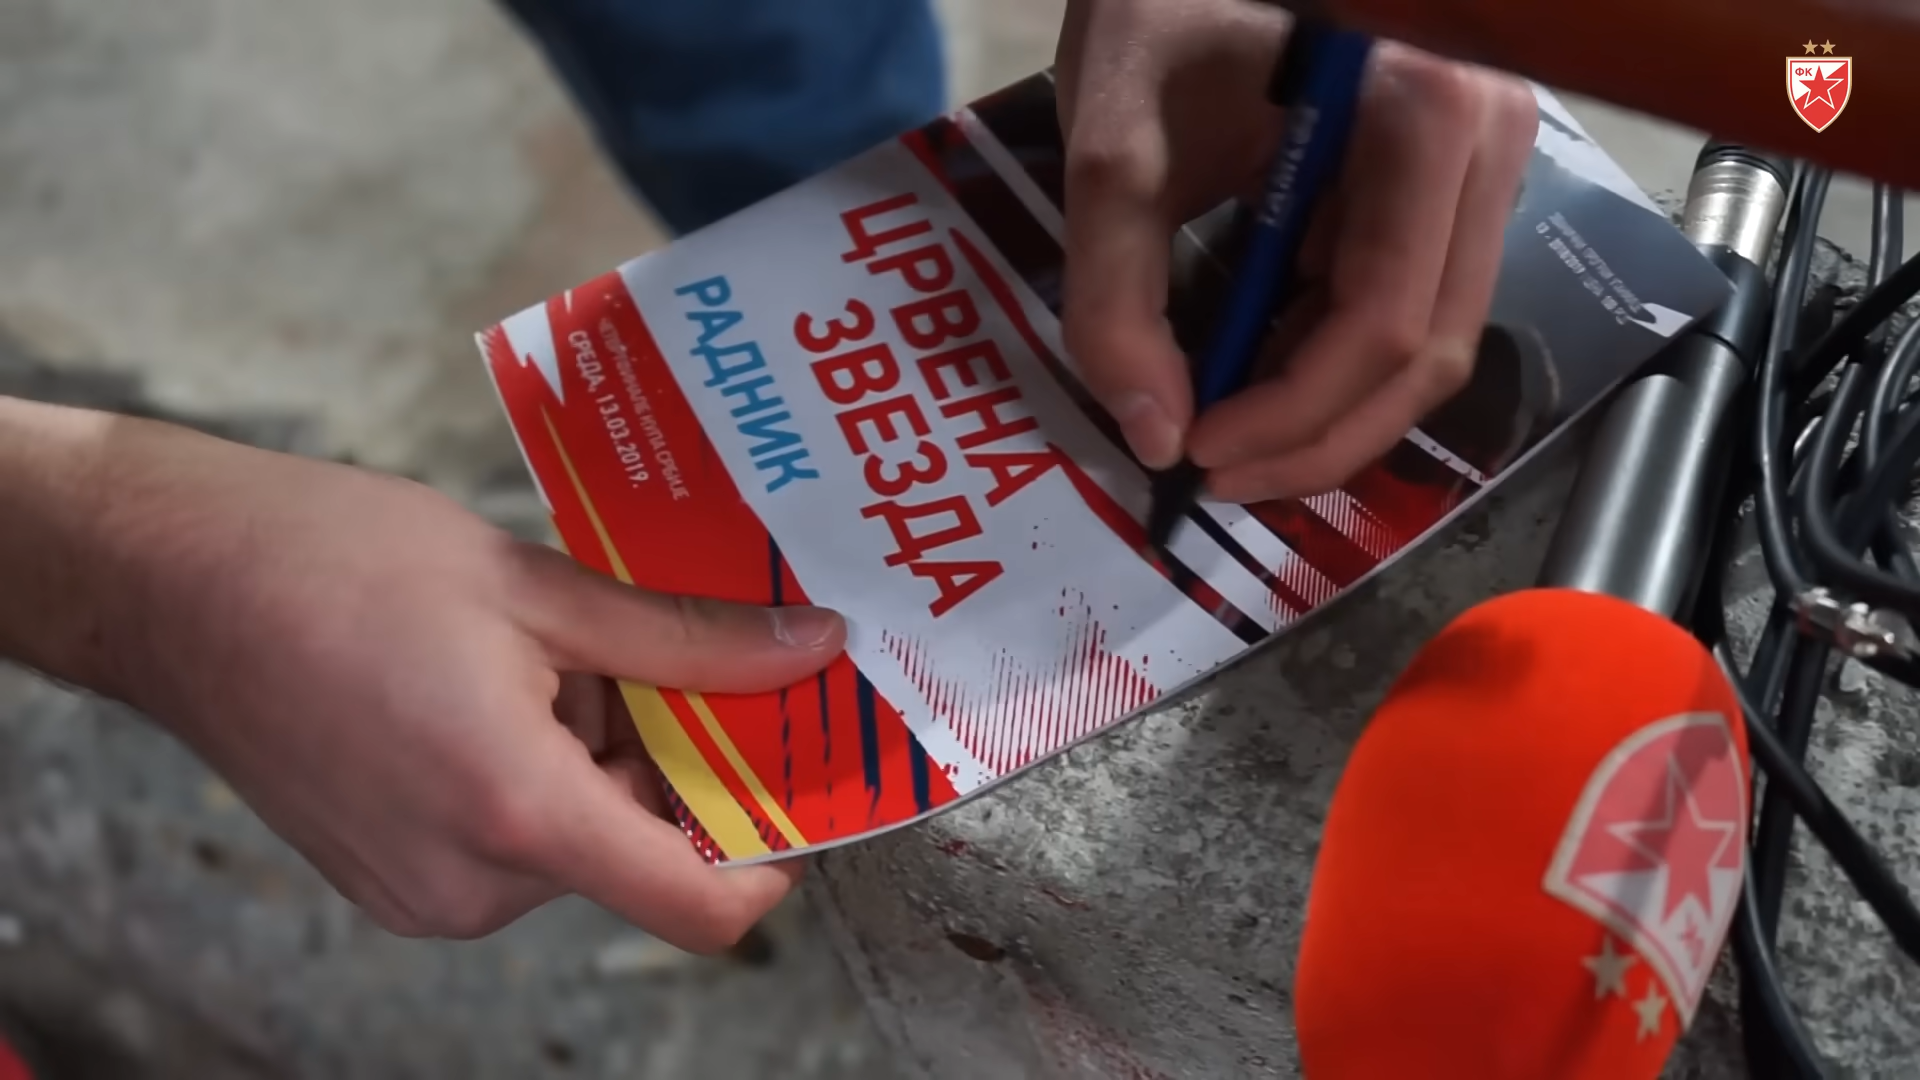 ЦРВЕНА
ЗВЕЗДА
РАДНИК
ЧЕТВРТФИНАЛЕ КУПА СРБИЈЕ
СРЕДА, 13.03.2019.
ФК